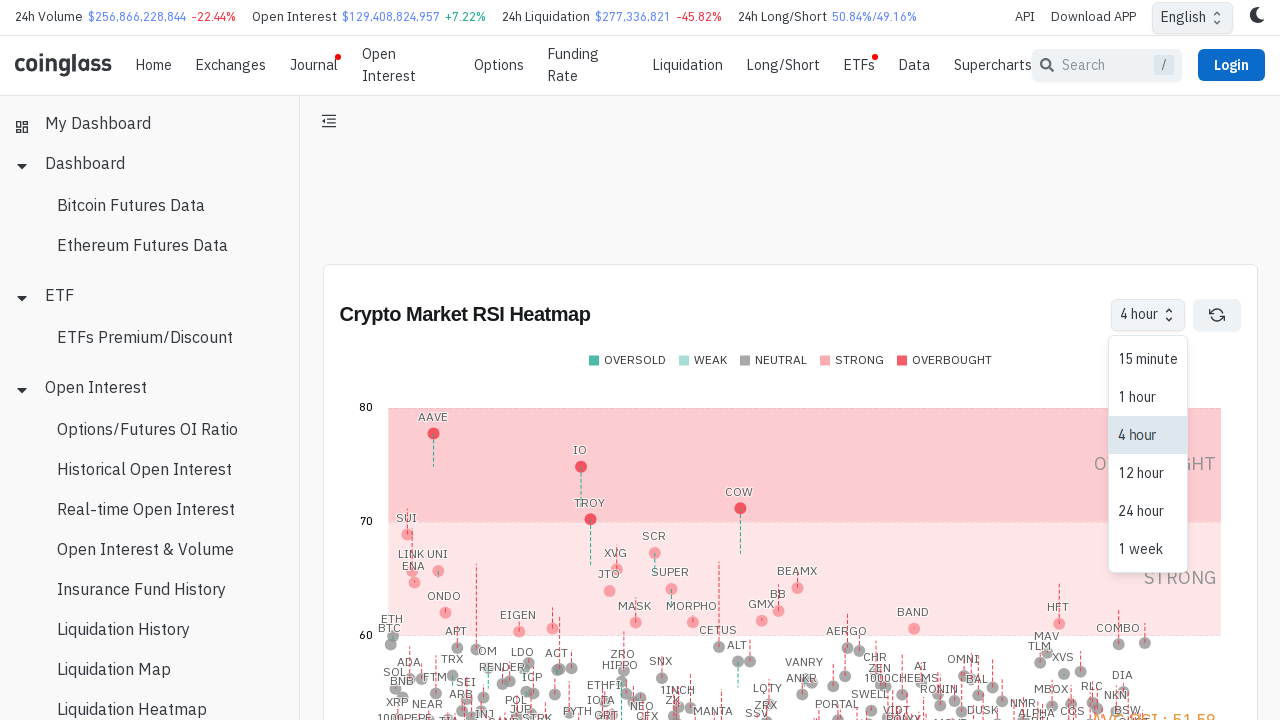 24h Volume $256,866,228,844 -22.44% Open Interest $129,408,824,957 +7.22% 24h Liquidation $277,336,821 -45.82% 24h Long/Short 50.84%/49.16% API Download APP English
coinglass Home Exchanges Journal Open Interest Options Funding Rate Liquidation Long/Short ETFs Data Supercharts Search / Login
My Dashboard
Dashboard
Bitcoin Futures Data
Ethereum Futures Data
ETF
ETFs Premium/Discount
Open Interest
Options/Futures OI Ratio
Historical Open Interest
Real-time Open Interest
Open Interest & Volume
Insurance Fund History
Liquidation History
Liquidation Map
Liquidation Heatmap
Crypto Market RSI Heatmap
4 hour
15 minute
1 hour
4 hour
12 hour
24 hour
1 week
OVERSOLD WEAK NEUTRAL STRONG OVERBOUGHT
80
AAVE
IO
COW
TROY
70
SUI
SCR
LINK UNI
XVG
ENA
JTO
SUPER
BEAMX
STRONG
ONDO
BB
EIGEN
MASK
MORPHO
GMX
BAND
HFT
60
ETH
BTC
APT
CETUS
AERGO
COMBO
MAV
TLM
ALT
TRX
LDO
ACT
ZRO
HIPPO
SNX
VANRY
CHR
ZEN
AI
OMNI
XVS
ADA
SOL
BNB
FTM
SEI
RENDER
ICP
ETHFI
1INCH
LQTY
ANKR
1000CHEEMS
RONIN
BAL
MBOX
RLC
DIA
XRP
NEAR
ARB
POL
JUP
IOTA
NEO
ZK
ZRX
SWELL
PORTAL
NKN
NMR
1000PEPE
INJ
STRK
PYTH
GRT
CFX
MANTA
DUSK
ALPHA
CGS
BSW